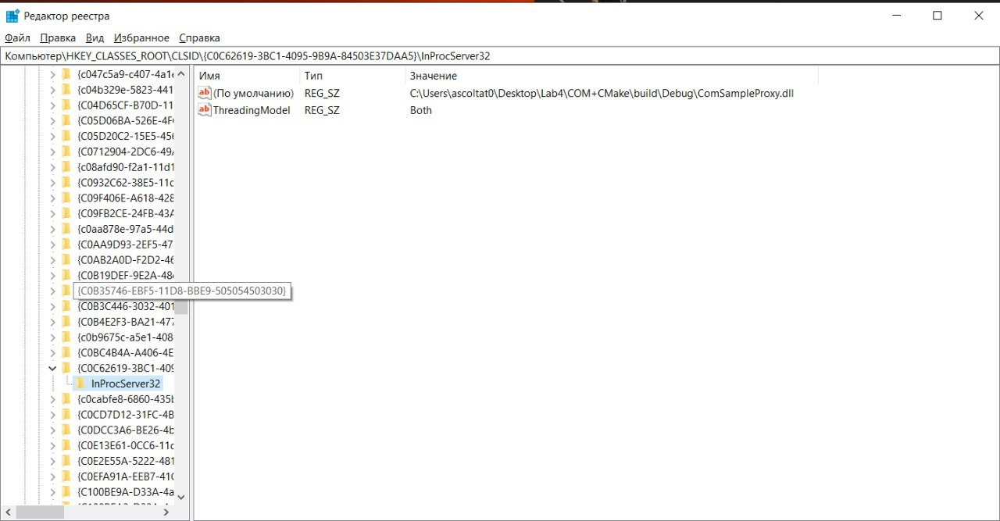 Редактор реестра
Файл Правка Вид Избранное Справка
Компьютер\HKEY_CLASSES_ROOT\CLSID\{C0C62619-3BC1-4095-9B9A-84503E37DAA5}\InProcServer32
{c047c5a9-c407-4a1e
{c04b329e-5823-441
{C04D65CF-B70D-11
{C05D06BA-526E-4F
{C05D20C2-15E5-456
{C0712904-2DC6-49
{c08afd90-f2a1-11d1
{C0932C62-38E5-11c
{C09F406E-A618-428
{C09FB2CE-24FB-43A
{c0aa878e-97a5-44d
{C0AA9D93-2EF5-47
{C0AB2A0D-F2D2-46
{C0B19DEF-9E2A-48
{C0B35746-EBF5-11D8-BBE9-505054503030}
{C0B3C446-3032-401
{C0B4E2F3-BA21-477
{c0b9675c-a5e1-408
{C0BC4B4A-A406-4E
{C0C62619-3BC1-409
InProcServer32
{c0cabfe8-6860-435b
{C0CD7D12-31FC-4B
{C0DCC3A6-BE26-4b
{C0E13E61-0CC6-11c
{C0E2E55A-5222-481
{C0EFA91A-EEB7-41C
{C100BE9A-D33A-4a
Имя Тип Значение
(По умолчанию) REG_SZ C:\Users\ascoltat0\Desktop\Lab4\COM+CMake\build\Debug\ComSampleProxy.dll
ThreadingModel REG_SZ Both